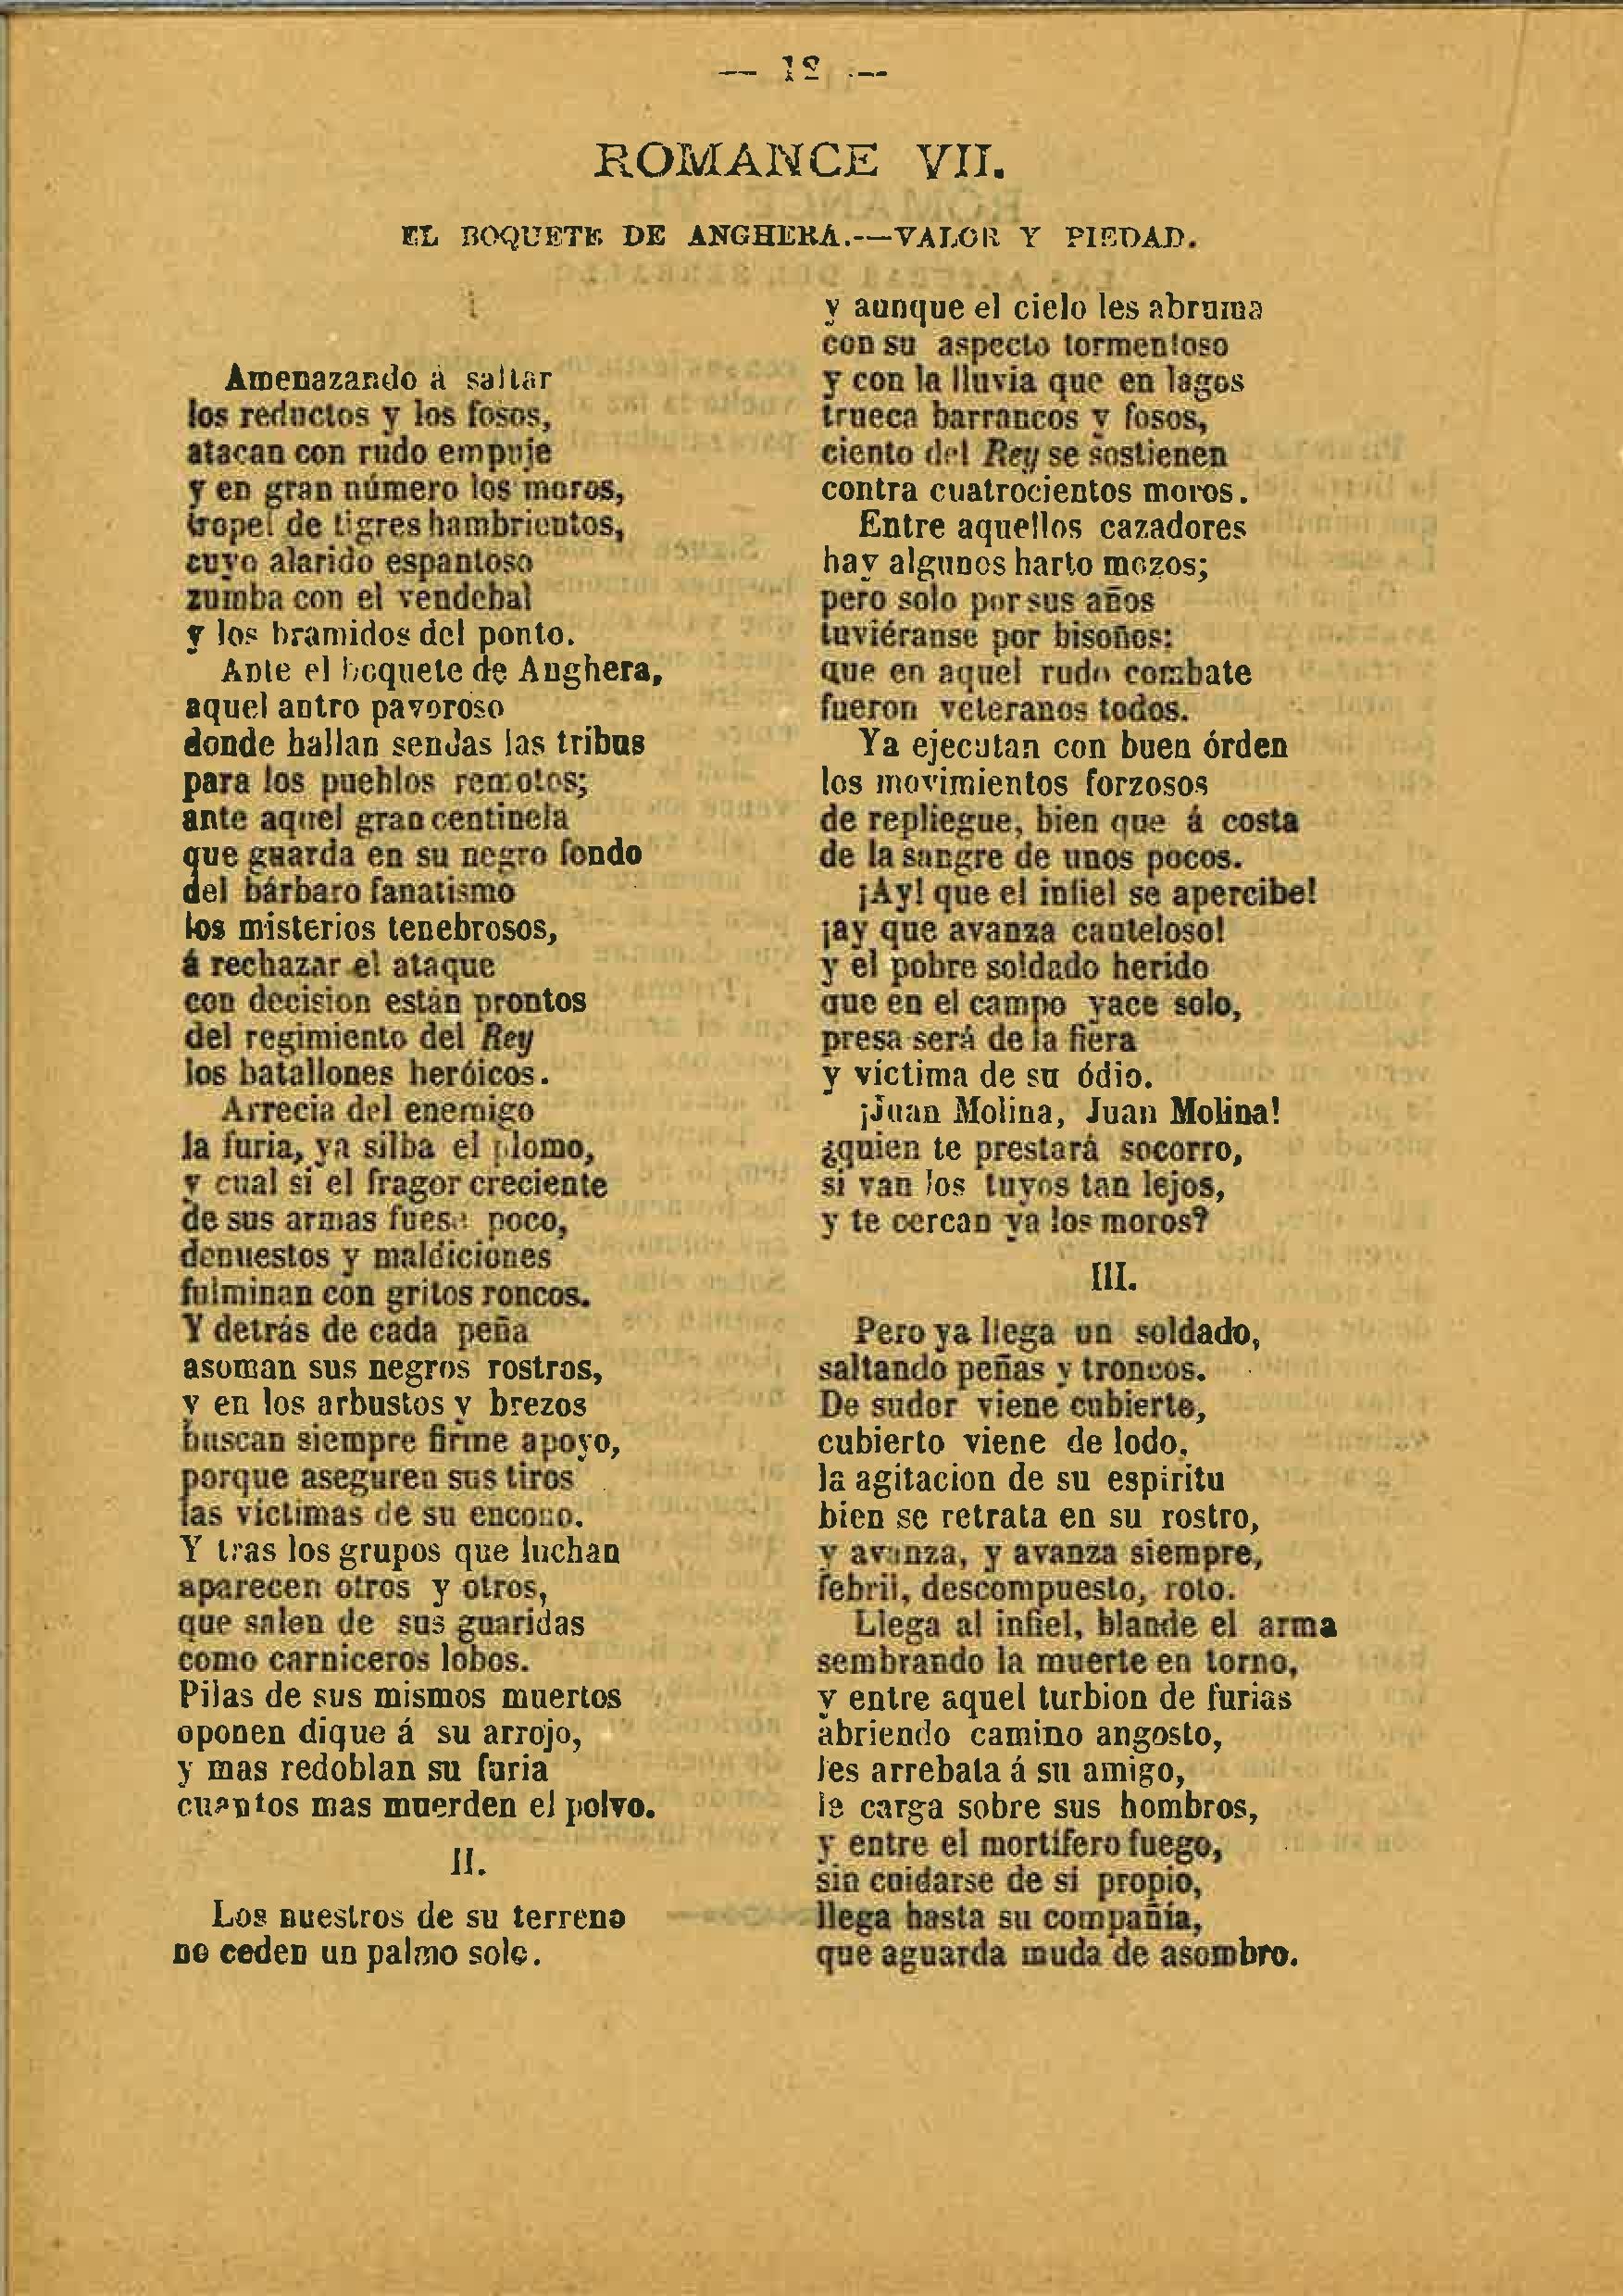 — 12 —
ROMANCE VII.
EL BOQUETE DE ANGHERA.—VALOR Y PIEDAD.
I
Amenazando á saltar
los reductos y los fosos,
atacan con rudo empuje
y en gran número los moros,
tropel de tigres hambrientos,
cuyo alarido espantoso
zumba con el vendebal
y los bramidos del ponto.
Ante el boquete de Anghera,
aquel antro pavoroso
donde hallan sendas las tribus
para los pueblos remotos;
ante aquel gran centinela
que guarda en su negro fondo
del bárbaro fanatismo
los misterios tenebrosos,
á rechazar el ataque
con decision están prontos
del regimiento del Rey
los batallones heróicos.
Arrecia del enemigo
la furia, ya silba el plomo,
y cual si el fragor creciente
de sus armas fuese poco,
denuestos y maldiciones
fulminan con gritos roncos.
Y detrás de cada peña
asoman sus negros rostros,
y en los arbustos y brezos
buscan siempre firme apoyo,
porque aseguren sus tiros
las víctimas de su encono.
Y tras los grupos que luchan
aparecen otros y otros,
que salen de sus guaridas
como carniceros lobos.
Pilas de sus mismos muertos
oponen dique á su arrojo,
y mas redoblan su furia
cuantos mas muerden el polvo.
II.
Los nuestros de su terreno
no ceden un palmo solo.
y aunque el cielo les abruma
con su aspecto tormentoso
y con la lluvia que en lagos
trueca barrancos y fosos,
ciento del Rey se sostienen
contra cuatrocientos moros.
Entre aquellos cazadores
hay algunos harto mozos;
pero solo por sus años
tuviéranse por bisoños:
que en aquel rudo combate
fueron veteranos todos.
Ya ejecutan con buen órden
los movimientos forzosos
de repliegue, bien que á costa
de la sangre de unos pocos.
¡Ay! que el infiel se apercibe!
¡ay que avanza cauteloso!
y el pobre soldado herido
que en el campo yace solo,
presa será de la fiera
y víctima de su ódio.
¡Juan Molina, Juan Molina!
¿quien te prestará socorro,
si van los tuyos tan lejos,
y te cercan ya los moros?
III.
Pero ya llega un soldado,
saltando peñas y troncos.
De sudor viene cubierto,
cubierto viene de lodo,
la agitacion de su espíritu
bien se retrata en su rostro,
y avanza, y avanza siempre,
febril, descompuesto, roto.
Llega al infiel, blande el arma
sembrando la muerte en torno,
y entre aquel turbion de furias
abriendo camino angosto,
les arrebata á su amigo,
le carga sobre sus hombros,
y entre el mortífero fuego,
sin cuidarse de sí propio,
llega hasta su compañía,
que aguarda muda de asombro.